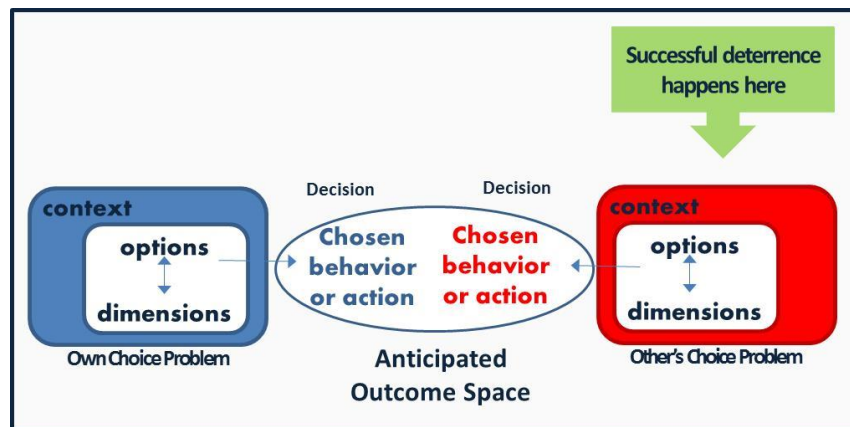 Successful deterrence
happens here
Decision
Decision
context
options
dimensions
Own Choice Problem
Chosen
behavior
or action
Chosen
behavior
or action
context
options
dimensions
Other's Choice Problem
Anticipated
Outcome Space